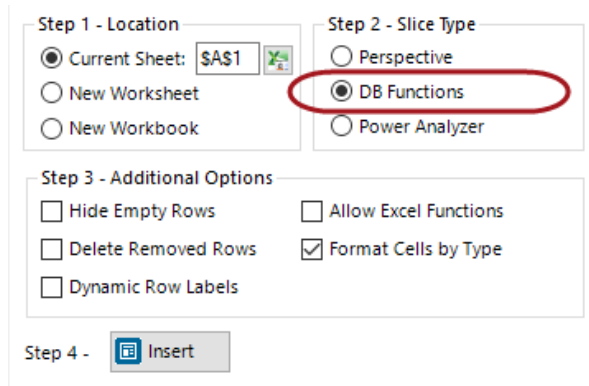 Step 1 - Location
Current Sheet: $A$1
New Worksheet
New Workbook
Step 2 - Slice Type
Perspective
DB Functions
Power Analyzer
Step 3 - Additional Options
Hide Empty Rows
Allow Excel Functions
Delete Removed Rows
Format Cells by Type
Dynamic Row Labels
Step 4 - Insert